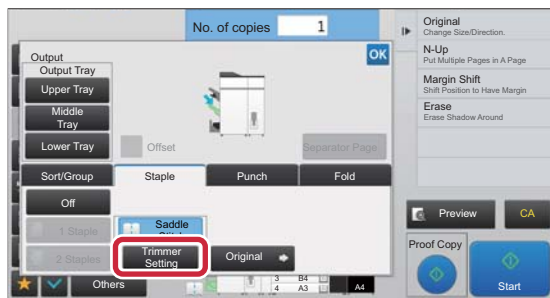 No. of copies 1
Original
Change Size/Direction.
N-Up
Put Multiple Pages in A Page
Margin Shift
Shift Position to Have Margin
Erase
Erase Shadow Around
Output
OK
Output Tray
Upper Tray
Middle
Tray
Lower Tray
Offset
Separator Page
Sort/Group
Staple
Punch
Fold
Off
1 Staple
2 Staples
Saddle
Trimmer
Setting
Original
Preview
CA
Proof Copy
Start
Others
3 B4
4 A3
A4